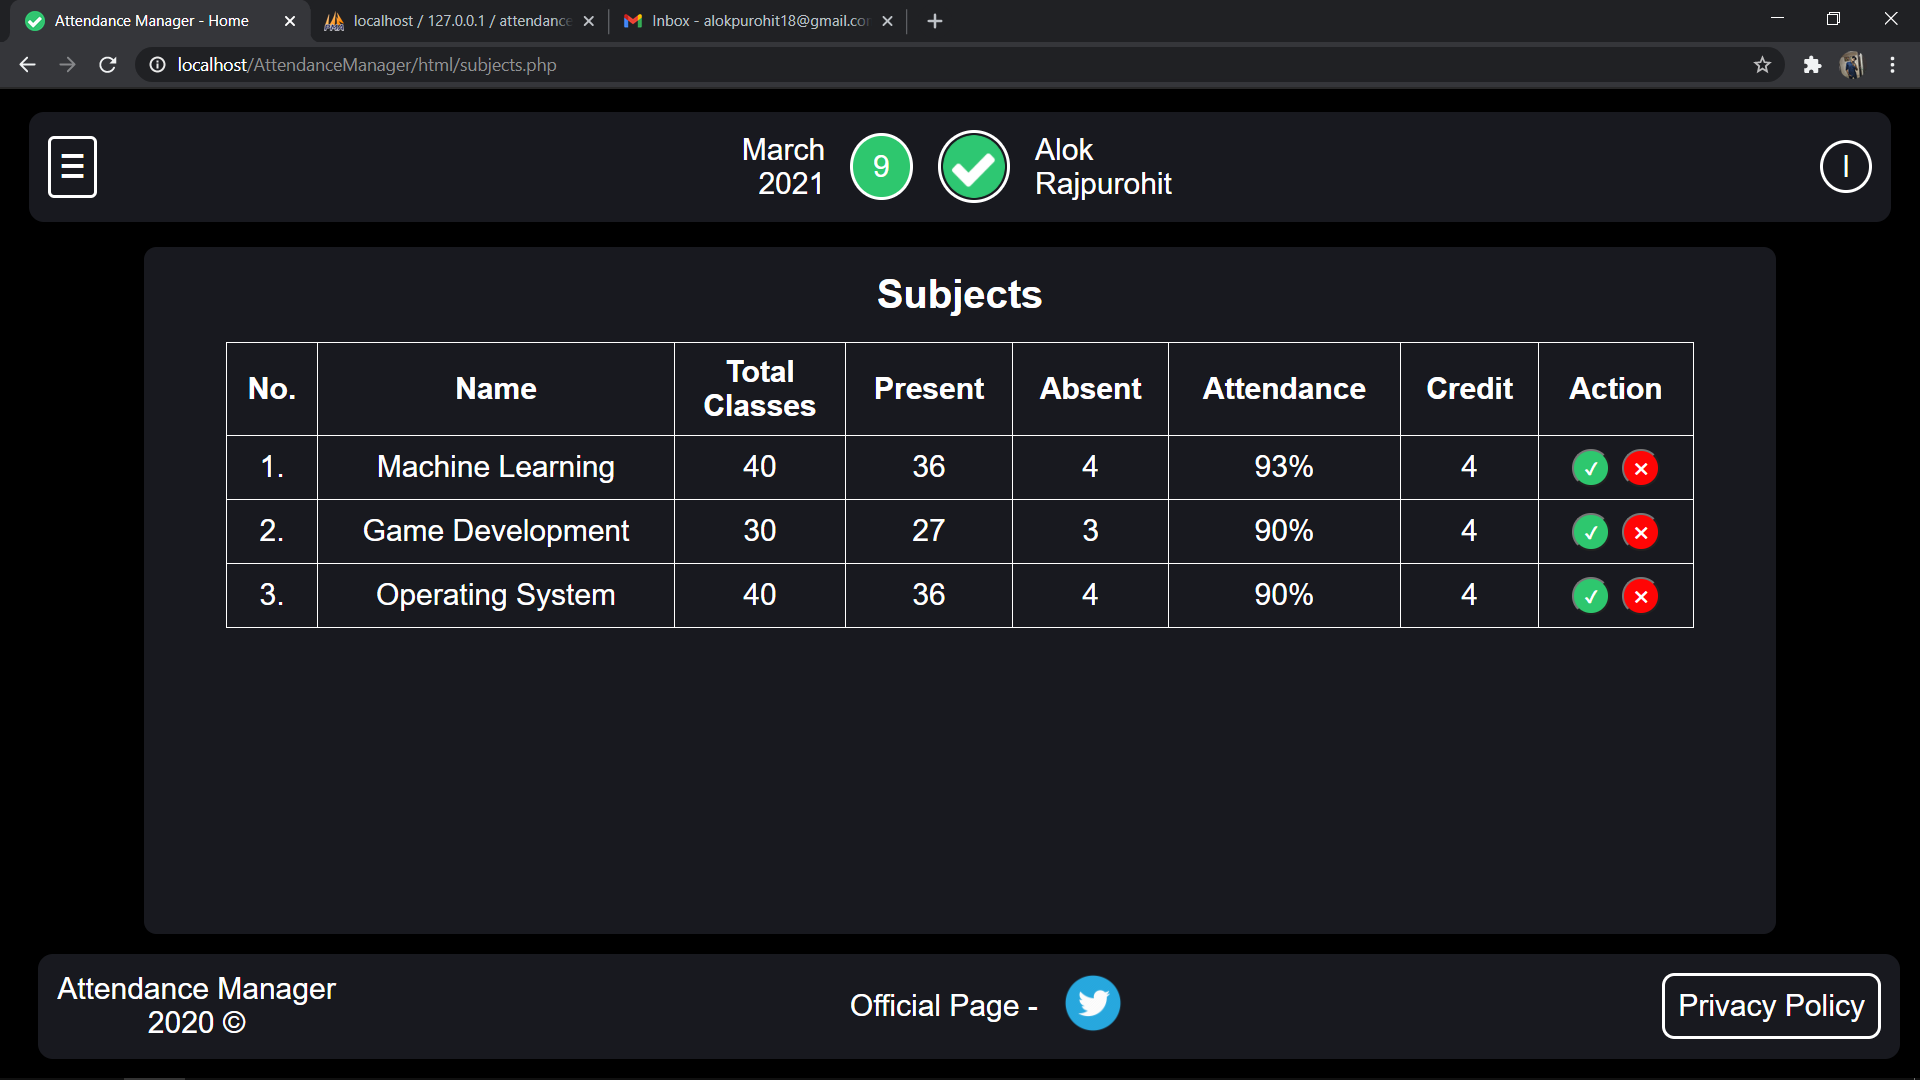 Attendance Manager - Home
localhost / 127.0.0.1 / attendance
Inbox - alokpurohit18@gmail.co
localhost/AttendanceManager/html/subjects.php
March
2021
9
Alok
Rajpurohit
I
Subjects
No. Name Total Classes Present Absent Attendance Credit Action
1. Machine Learning 40 36 4 93% 4
2. Game Development 30 27 3 90% 4
3. Operating System 40 36 4 90% 4
Attendance Manager
2020 ©
Official Page -
Privacy Policy